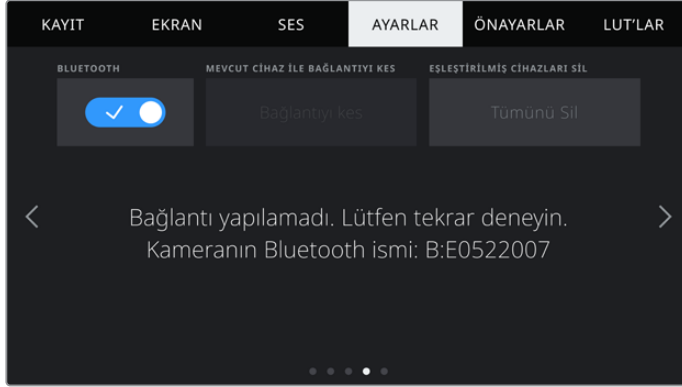 KAYIT EKRAN SES AYARLAR ÖNAYARLAR LUT'LAR
BLUETOOTH MEVCUT CİHAZ İLE BAĞLANTIYI KES EŞLEŞTİRİLMİŞ CİHAZLARI SİL
Bağlantıyı kes Tümünü Sil
Bağlantı yapılamadı. Lütfen tekrar deneyin.
Kameranın Bluetooth ismi: B:E0522007